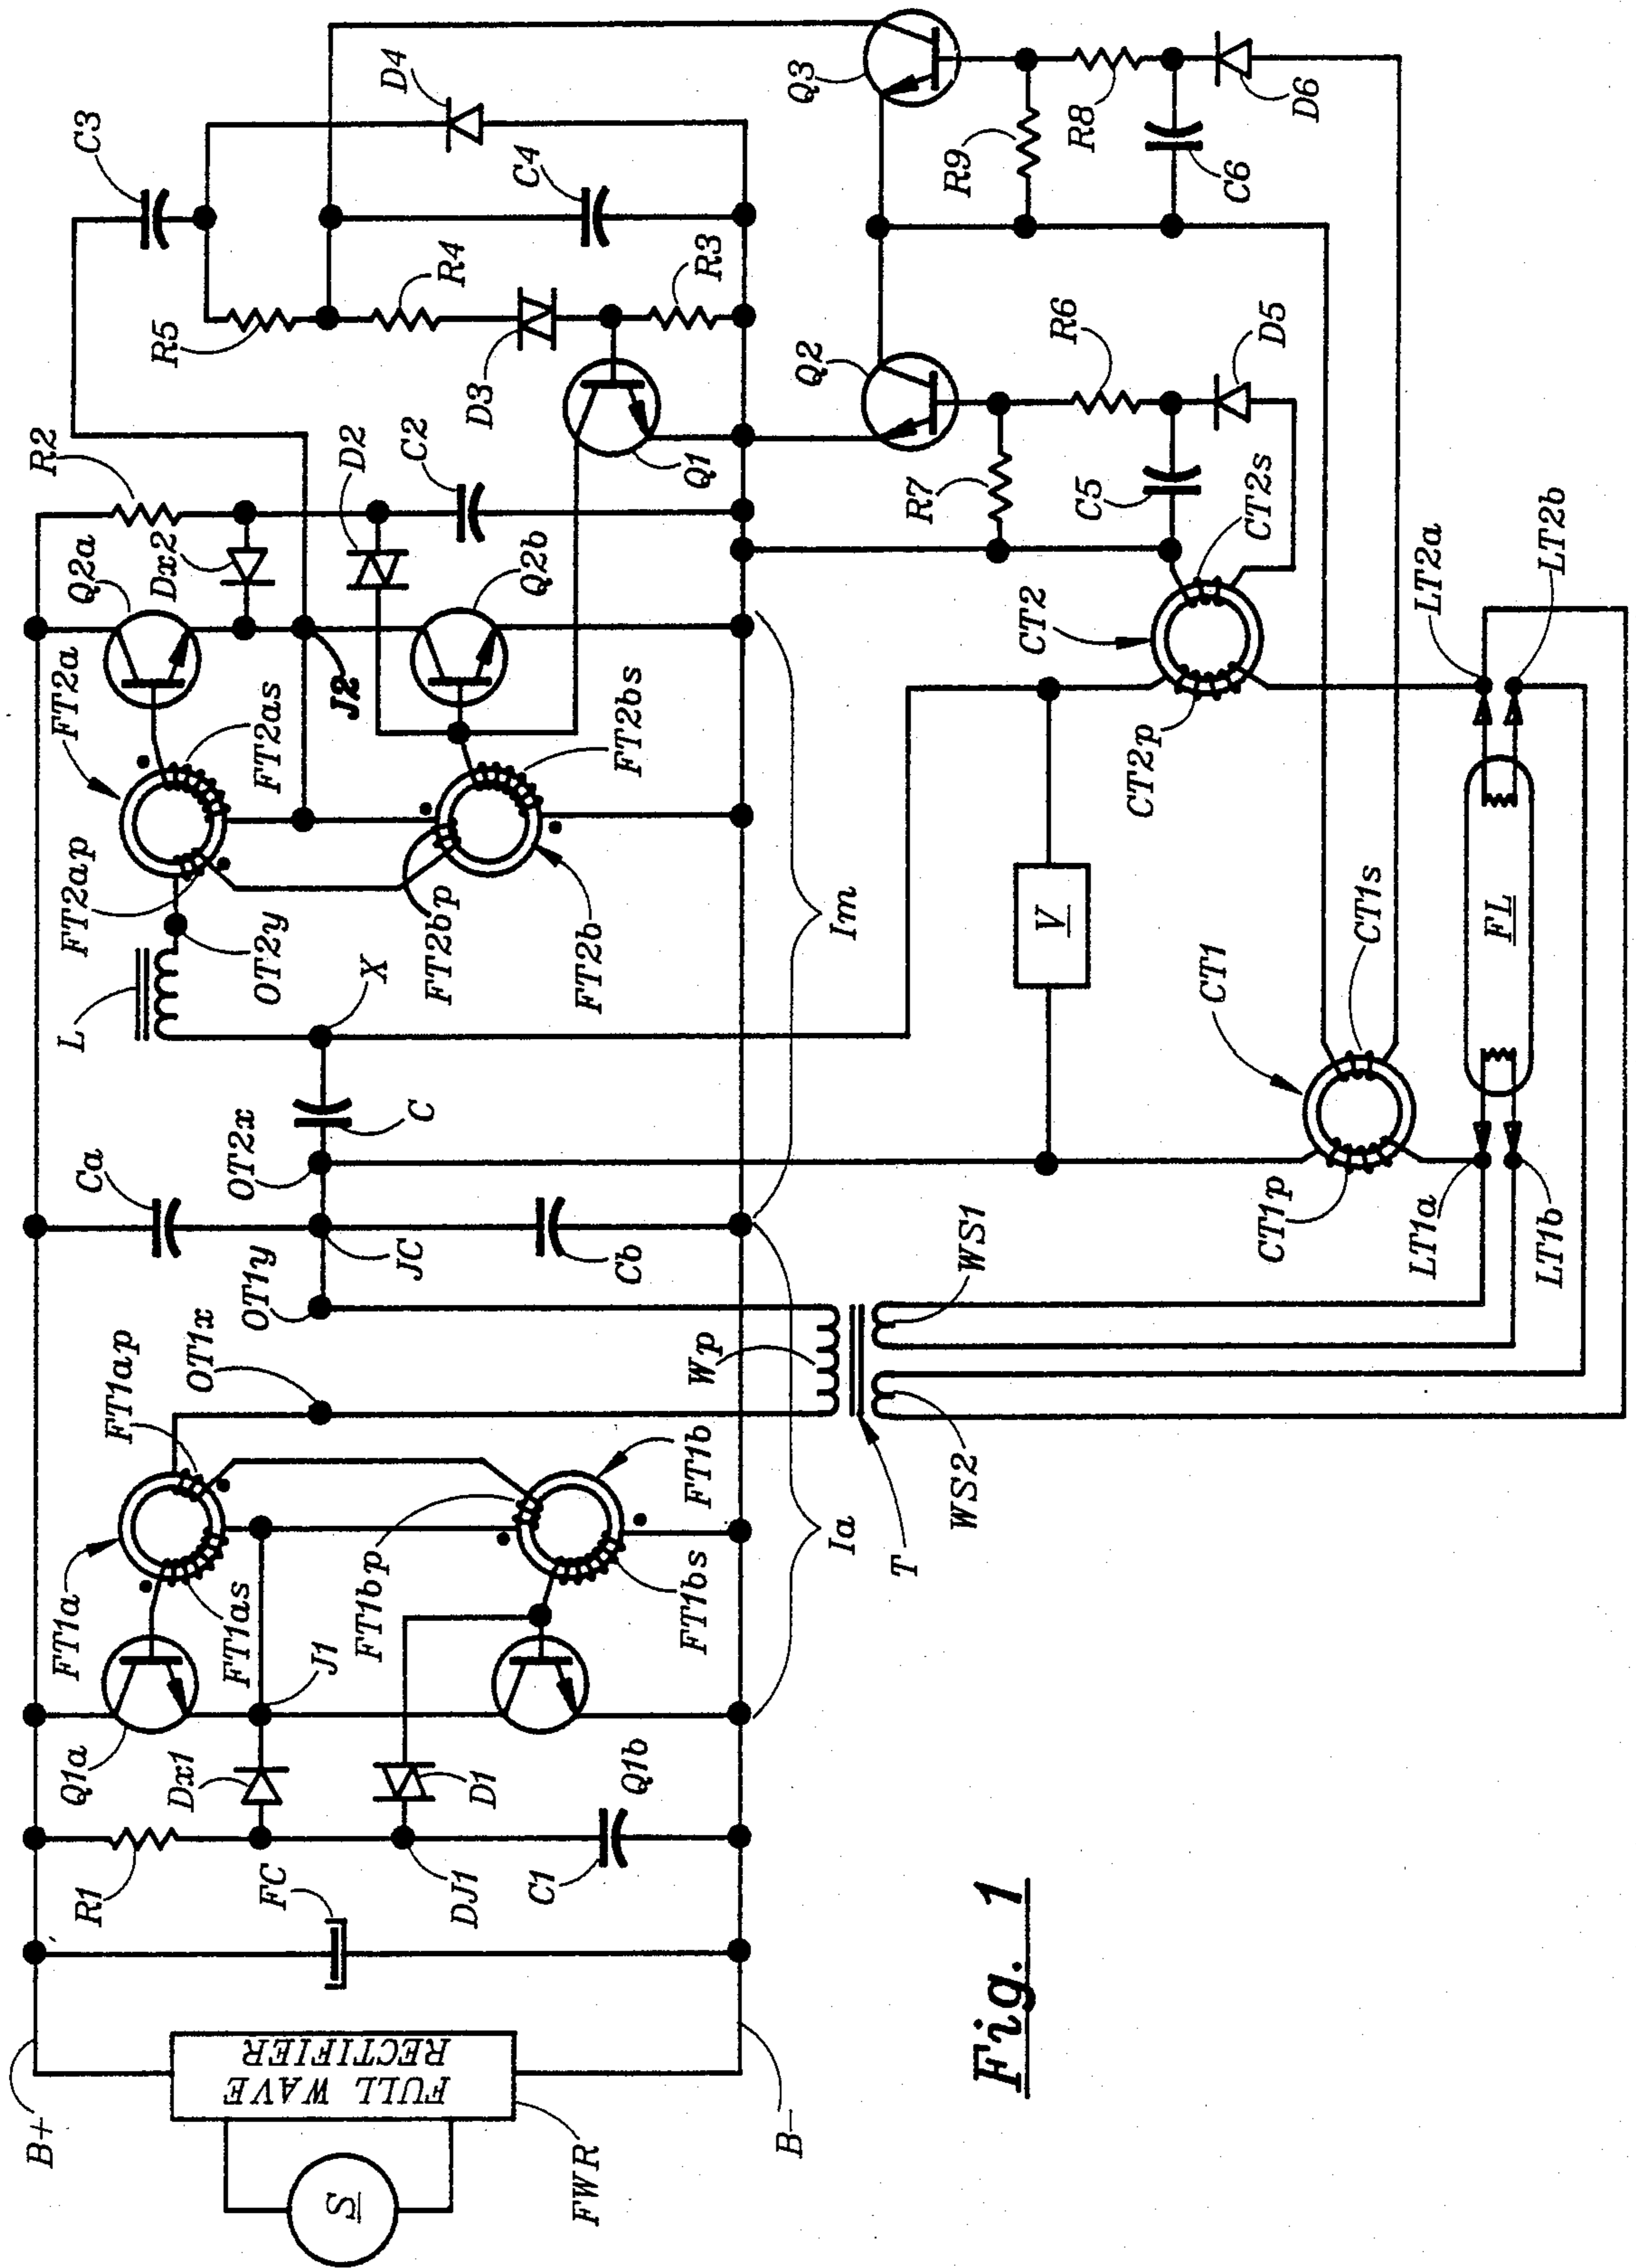 B+
S
FULL WAVE
RECTIFIER
FWR
B-
FC
R1
DJ1
C1
Dx1
D1
Q1a
Q1b
J1
FT1a
FT1as
FT1ap
FT1bp
FT1bs
FT1b
Ia
OT1x
OT1y
Wp
T
WS1
WS2
Ca
JC
Cb
OT2x
C
X
L
OT2y
FT2ap
FT2a
FT2as
FT2bp
FT2b
FT2bs
Im
J2
Q2a
Q2b
R2
Dx2
D2
C2
Q1
D3
R5
R4
R3
C3
C4
D4
Q2
Q3
R7
R6
C5
D5
R9
R8
C6
D6
CT2
CT2s
CT2p
V
CT1
CT1s
CT1p
LT2a
LT2b
FL
LT1a
LT1b
Fig. 1